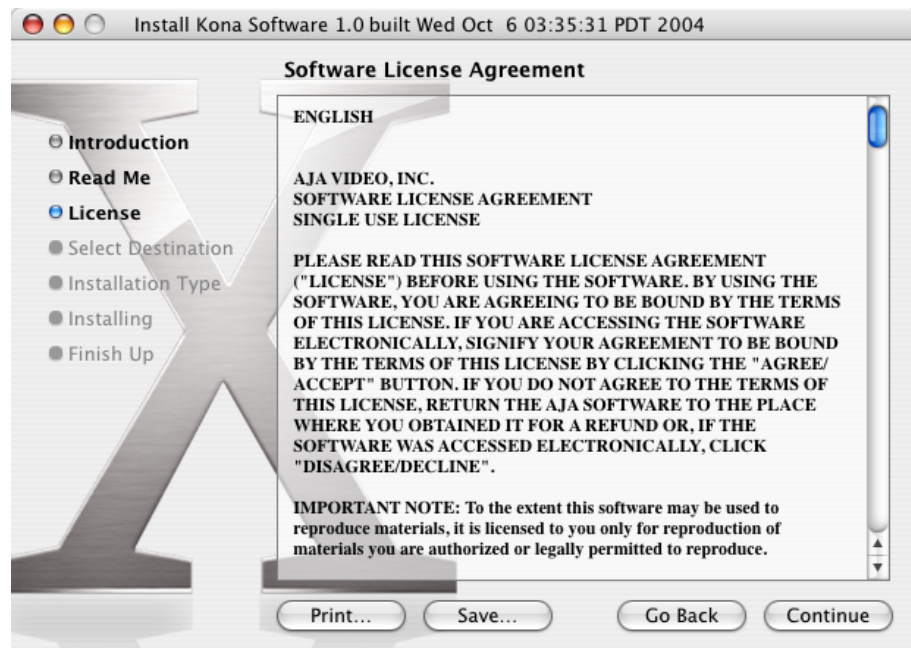 Install Kona Software 1.0 built Wed Oct  6 03:35:31 PDT 2004
Software License Agreement
Introduction
Read Me
License
Select Destination
Installation Type
Installing
Finish Up
ENGLISH
AJA VIDEO, INC.
SOFTWARE LICENSE AGREEMENT
SINGLE USE LICENSE
PLEASE READ THIS SOFTWARE LICENSE AGREEMENT
("LICENSE") BEFORE USING THE SOFTWARE. BY USING THE
SOFTWARE, YOU ARE AGREEING TO BE BOUND BY THE TERMS
OF THIS LICENSE. IF YOU ARE ACCESSING THE SOFTWARE
ELECTRONICALLY, SIGNIFY YOUR AGREEMENT TO BE BOUND
BY THE TERMS OF THIS LICENSE BY CLICKING THE "AGREE/
ACCEPT" BUTTON. IF YOU DO NOT AGREE TO THE TERMS OF
THIS LICENSE, RETURN THE AJA SOFTWARE TO THE PLACE
WHERE YOU OBTAINED IT FOR A REFUND OR, IF THE
SOFTWARE WAS ACCESSED ELECTRONICALLY, CLICK
"DISAGREE/DECLINE".
IMPORTANT NOTE: To the extent this software may be used to
reproduce materials, it is licensed to you only for reproduction of
materials you are authorized or legally permitted to reproduce.
Print...
Save...
Go Back
Continue